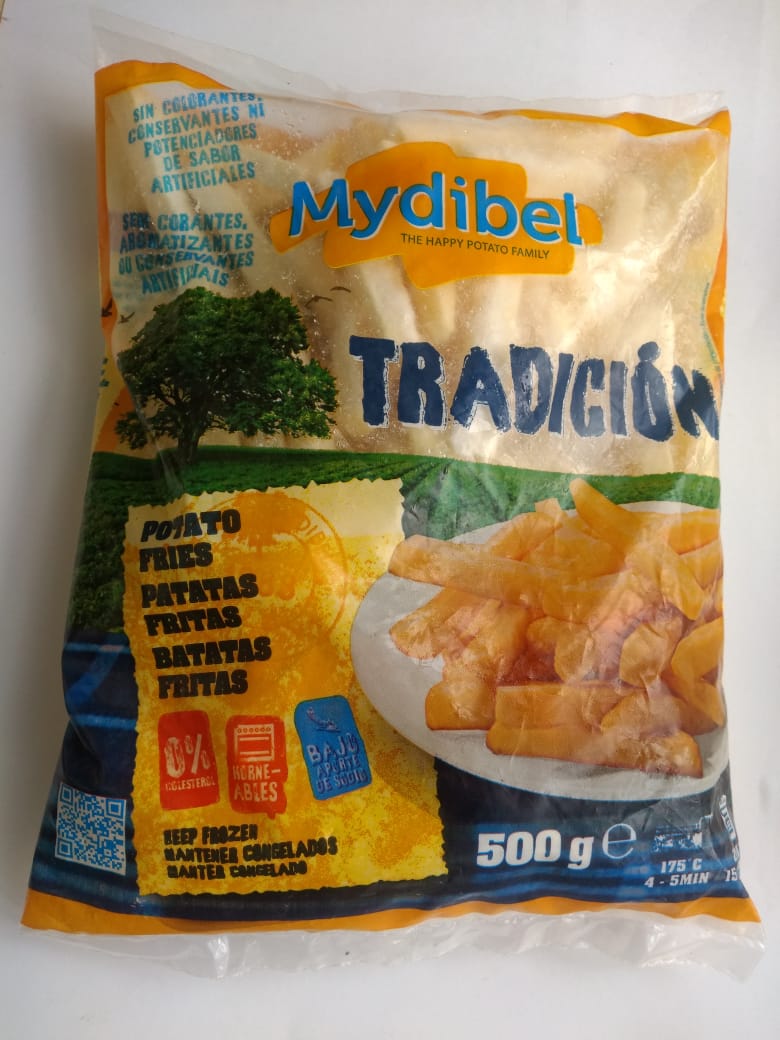 SIN COLORANTES,
CONSERVANTES NI
POTENCIADORES
DE SABOR
ARTIFICIALES
SEM CORANTES,
AROMATIZANTES
OU CONSERVANTES
ARTIFICIAIS
Mydibel
THE HAPPY POTATO FAMILY
TRADICIÓN
POTATO
FRIES
PATATAS
FRITAS
BATATAS
FRITAS
0%
COLESTEROL
HORNE-
ABLES
BAJO
APORTE
DE SODIO
KEEP FROZEN
MANTENER CONGELADOS
MANTER CONGELADO
500 g e
175°C
4 - 5MIN